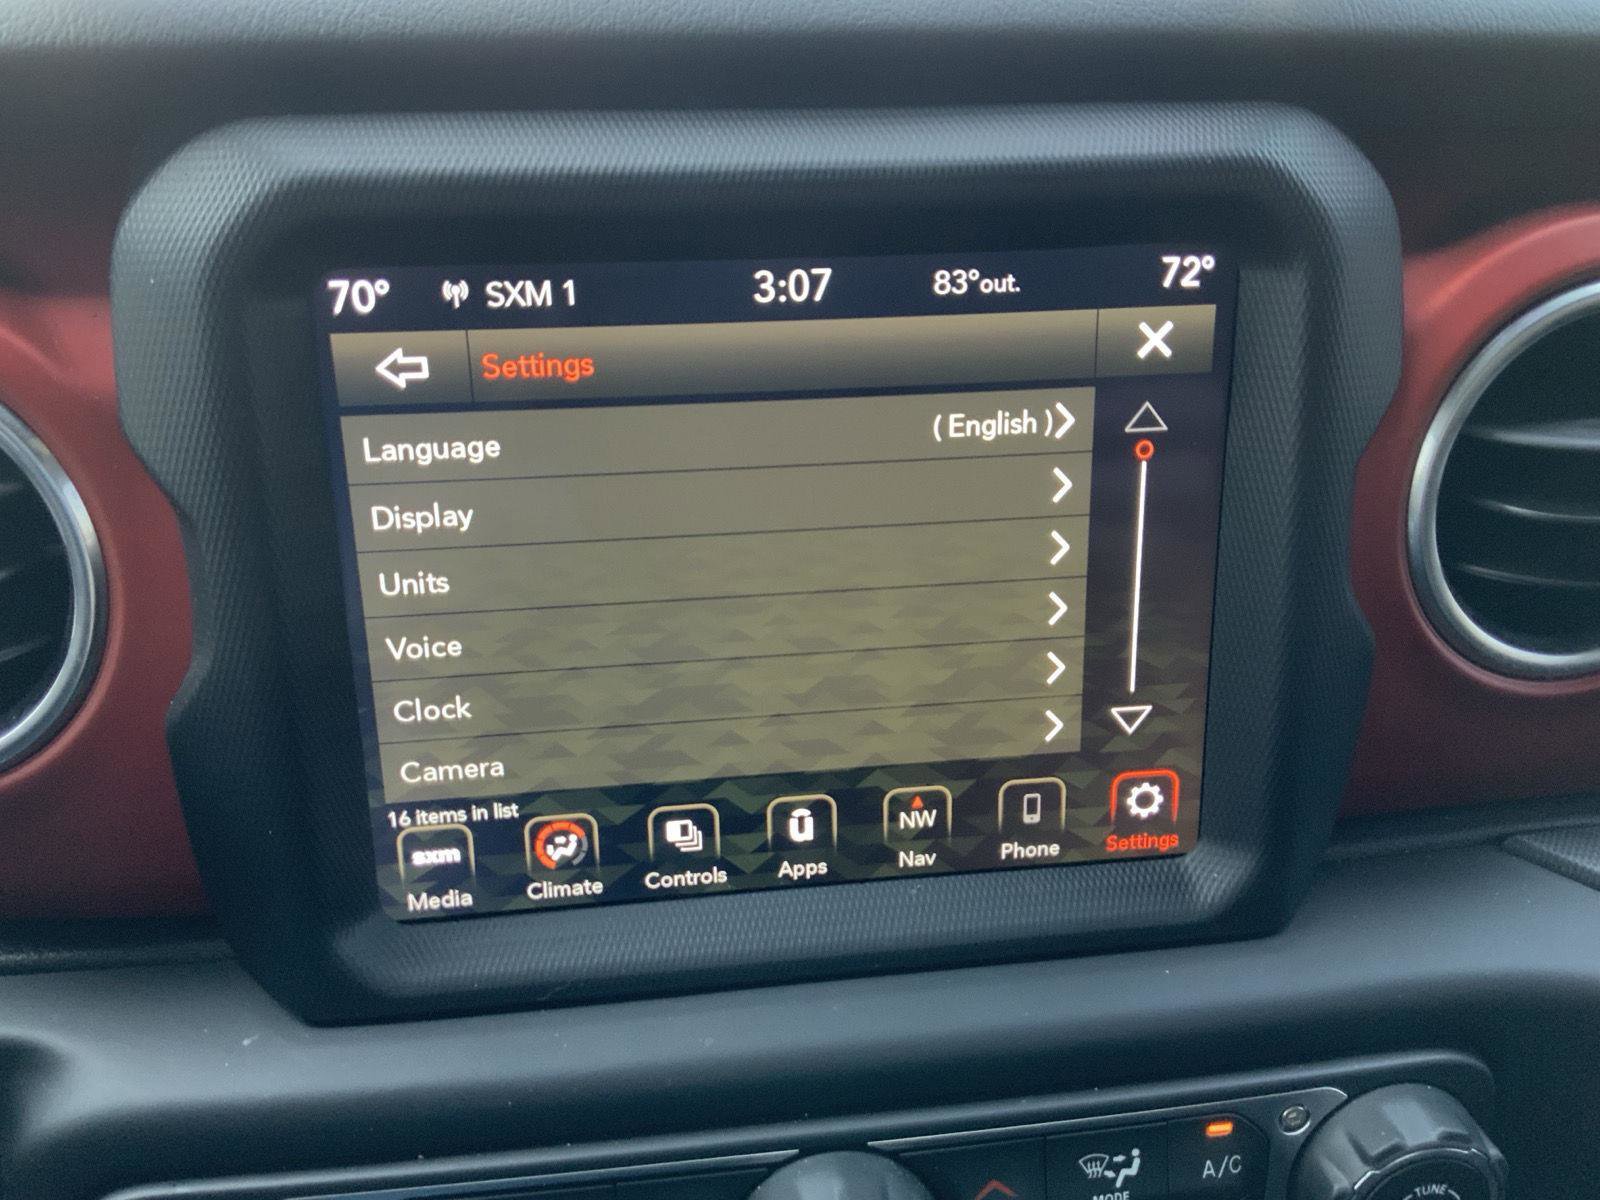 70° SXM 1 3:07 83°out. 72°
Settings
Language ( English )
Display
Units
Voice
Clock
Camera
16 items in list
sxm
NW
Media Climate Controls Apps Nav Phone Settings
A/C
MODE
TUNE